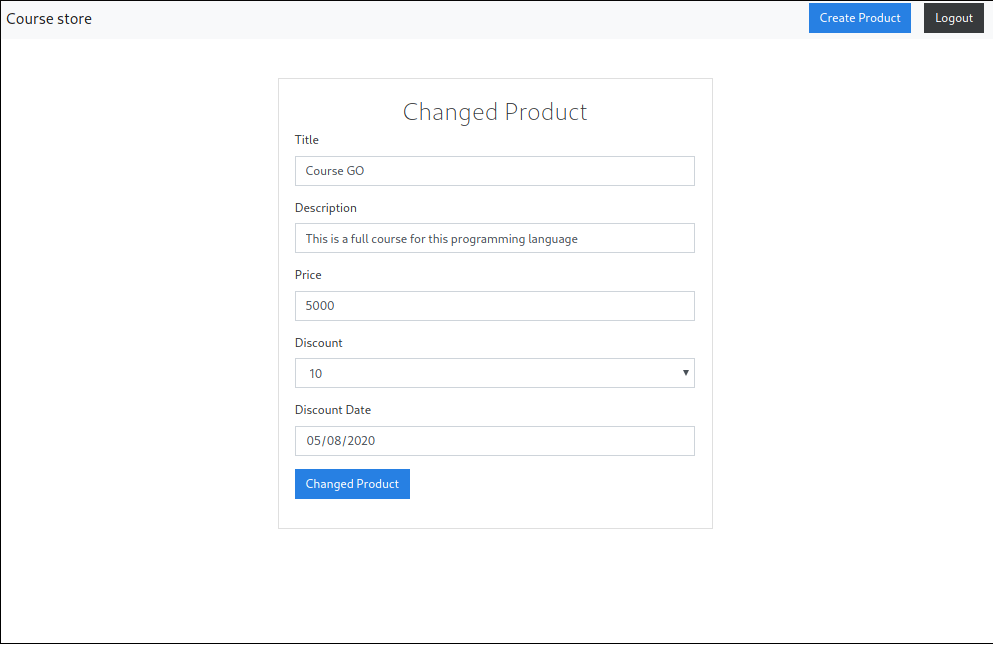 Course store
Create Product
Logout
Changed Product
Title
Course GO
Description
This is a full course for this programming language
Price
5000
Discount
10
Discount Date
05/08/2020
Changed Product